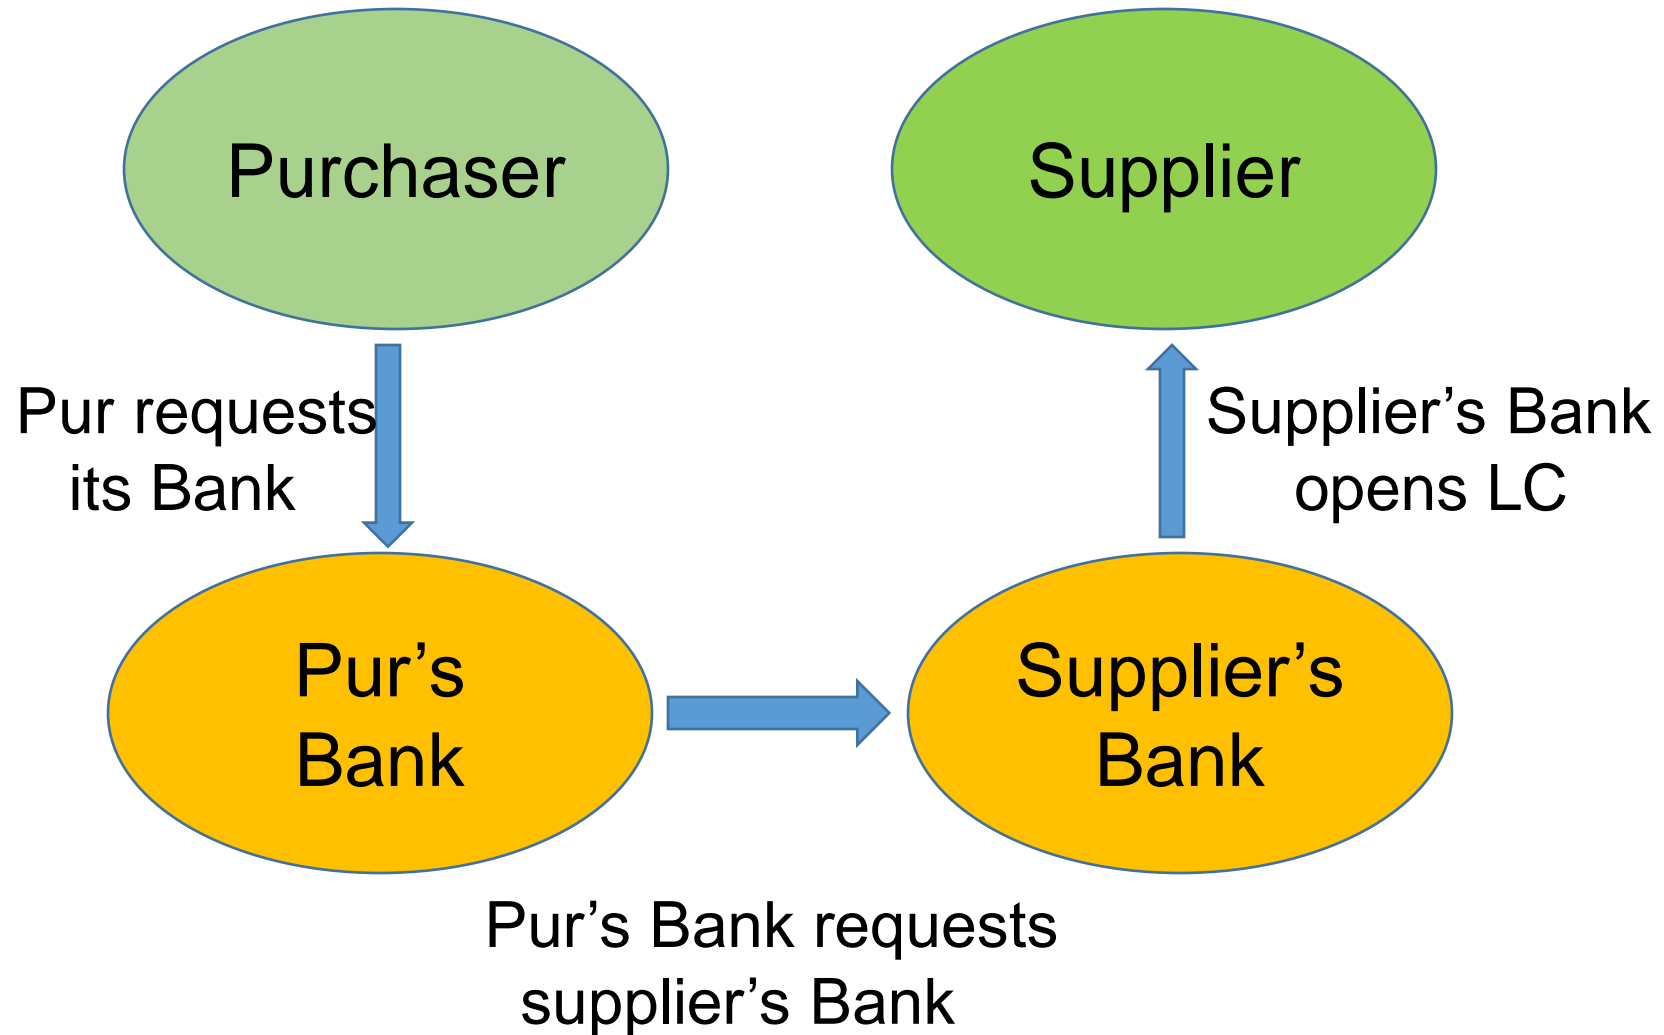 Purchaser
Supplier
Pur requests
its Bank
Supplier’s Bank
opens LC
Pur’s
Bank
Supplier’s
Bank
Pur’s Bank requests
supplier’s Bank